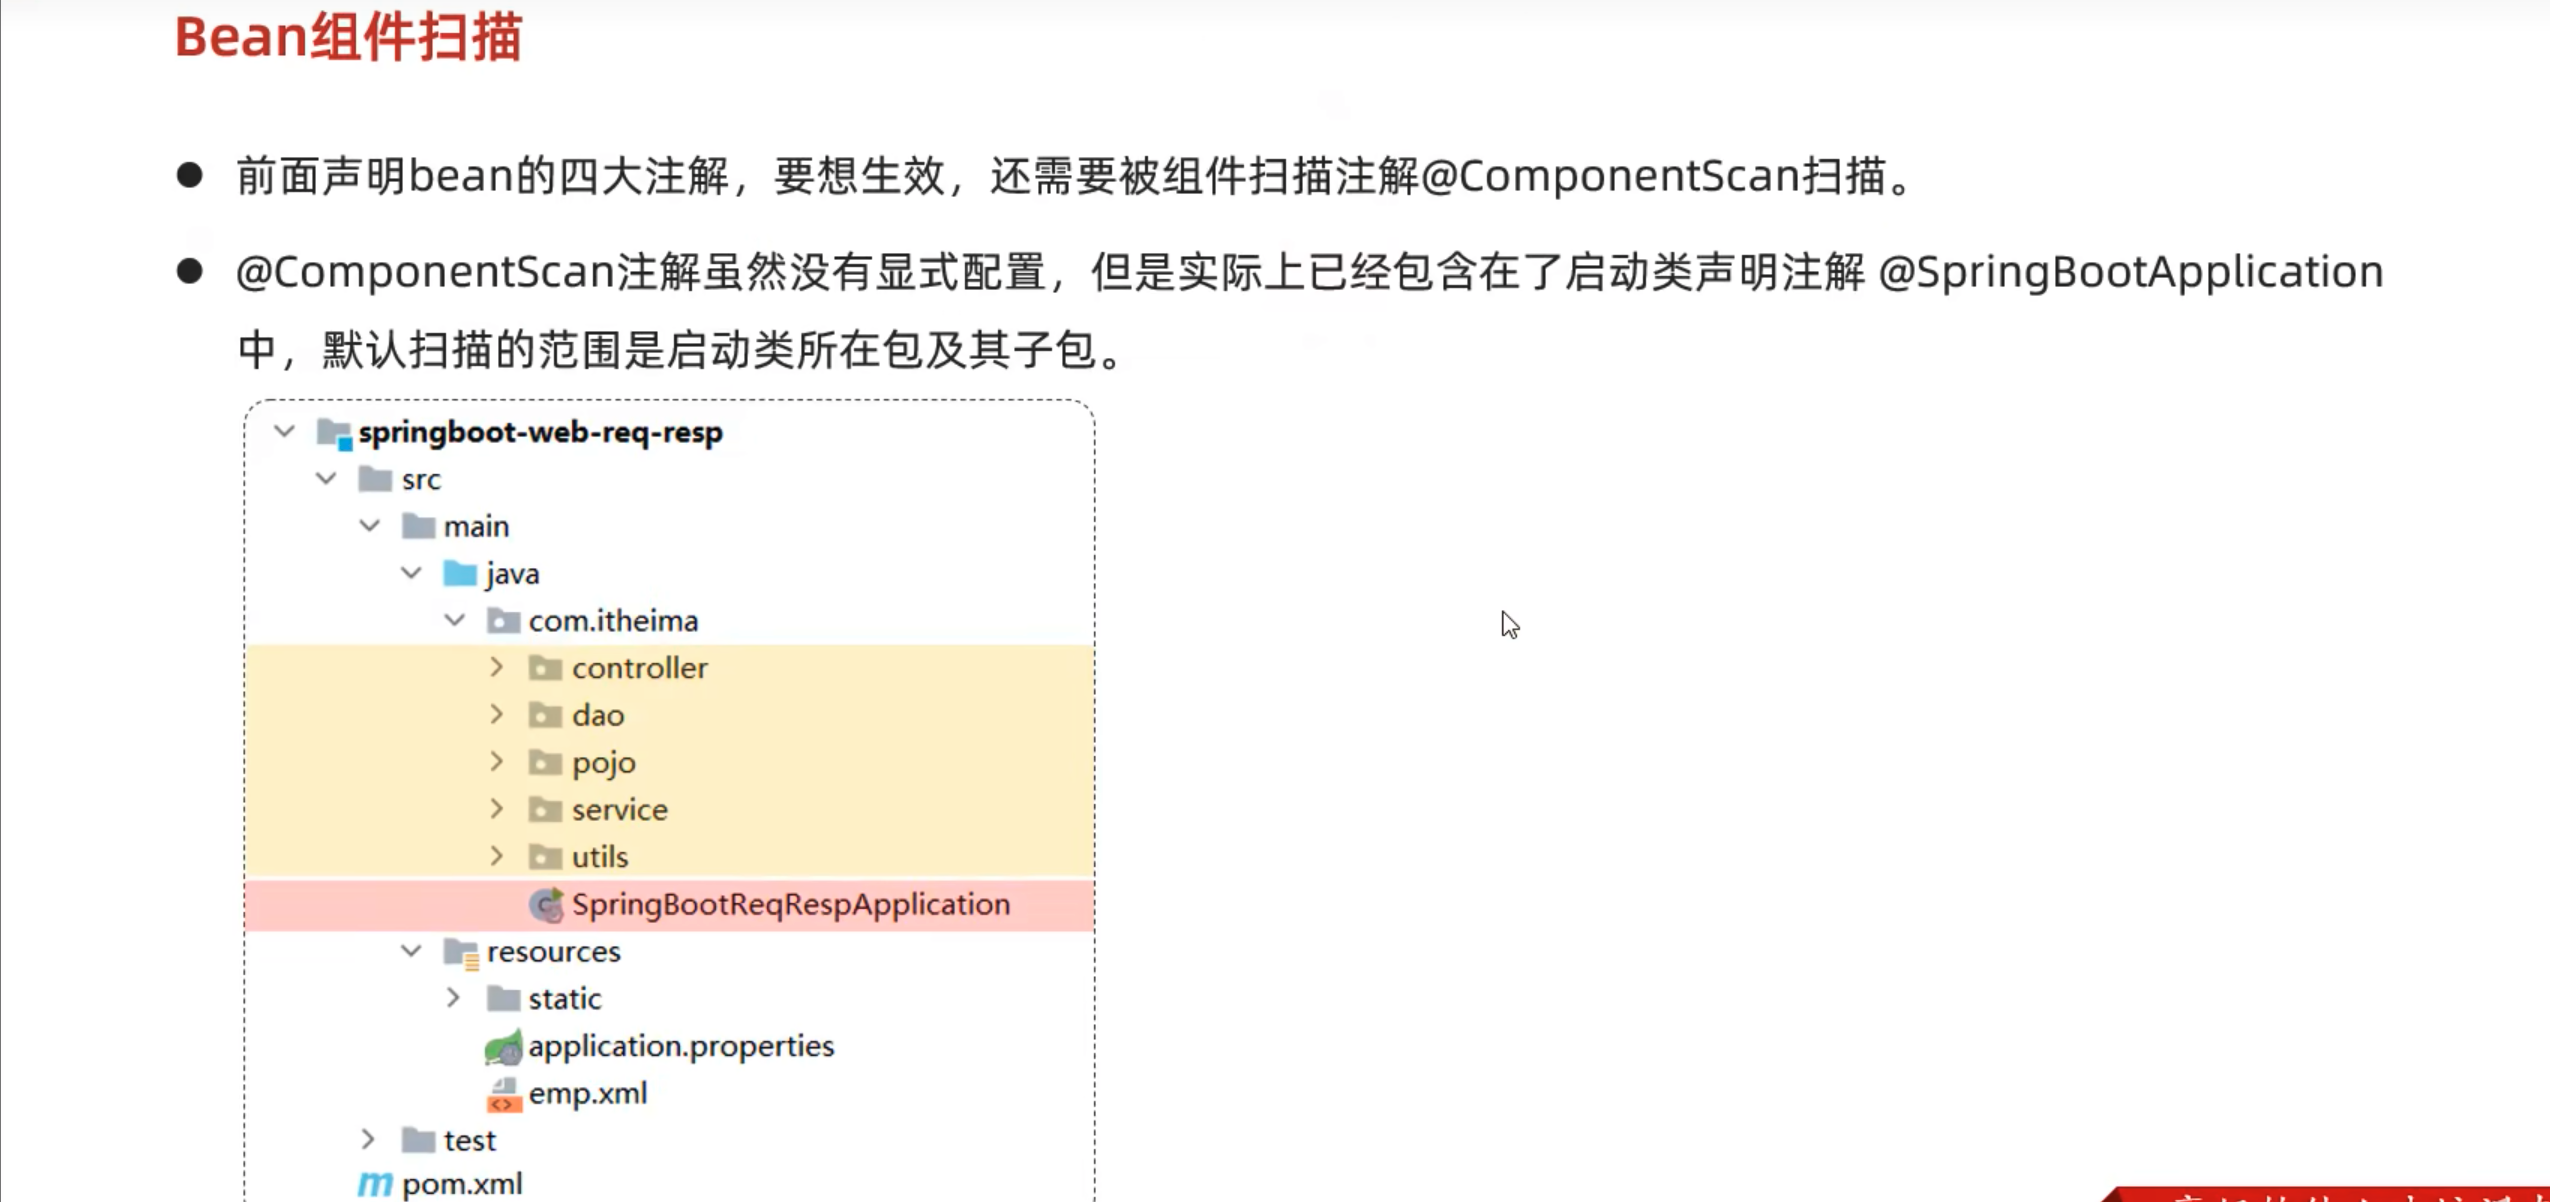 Bean组件扫描
前面声明bean的四大注解，要想生效，还需要被组件扫描注解@ComponentScan扫描。
@ComponentScan注解虽然没有显式配置，但是实际上已经包含在了启动类声明注解 @SpringBootApplication
中，默认扫描的范围是启动类所在包及其子包。
springboot-web-req-resp
src
main
java
com.itheima
controller
dao
pojo
service
utils
SpringBootReqRespApplication
resources
static
application.properties
emp.xml
test
pom.xml